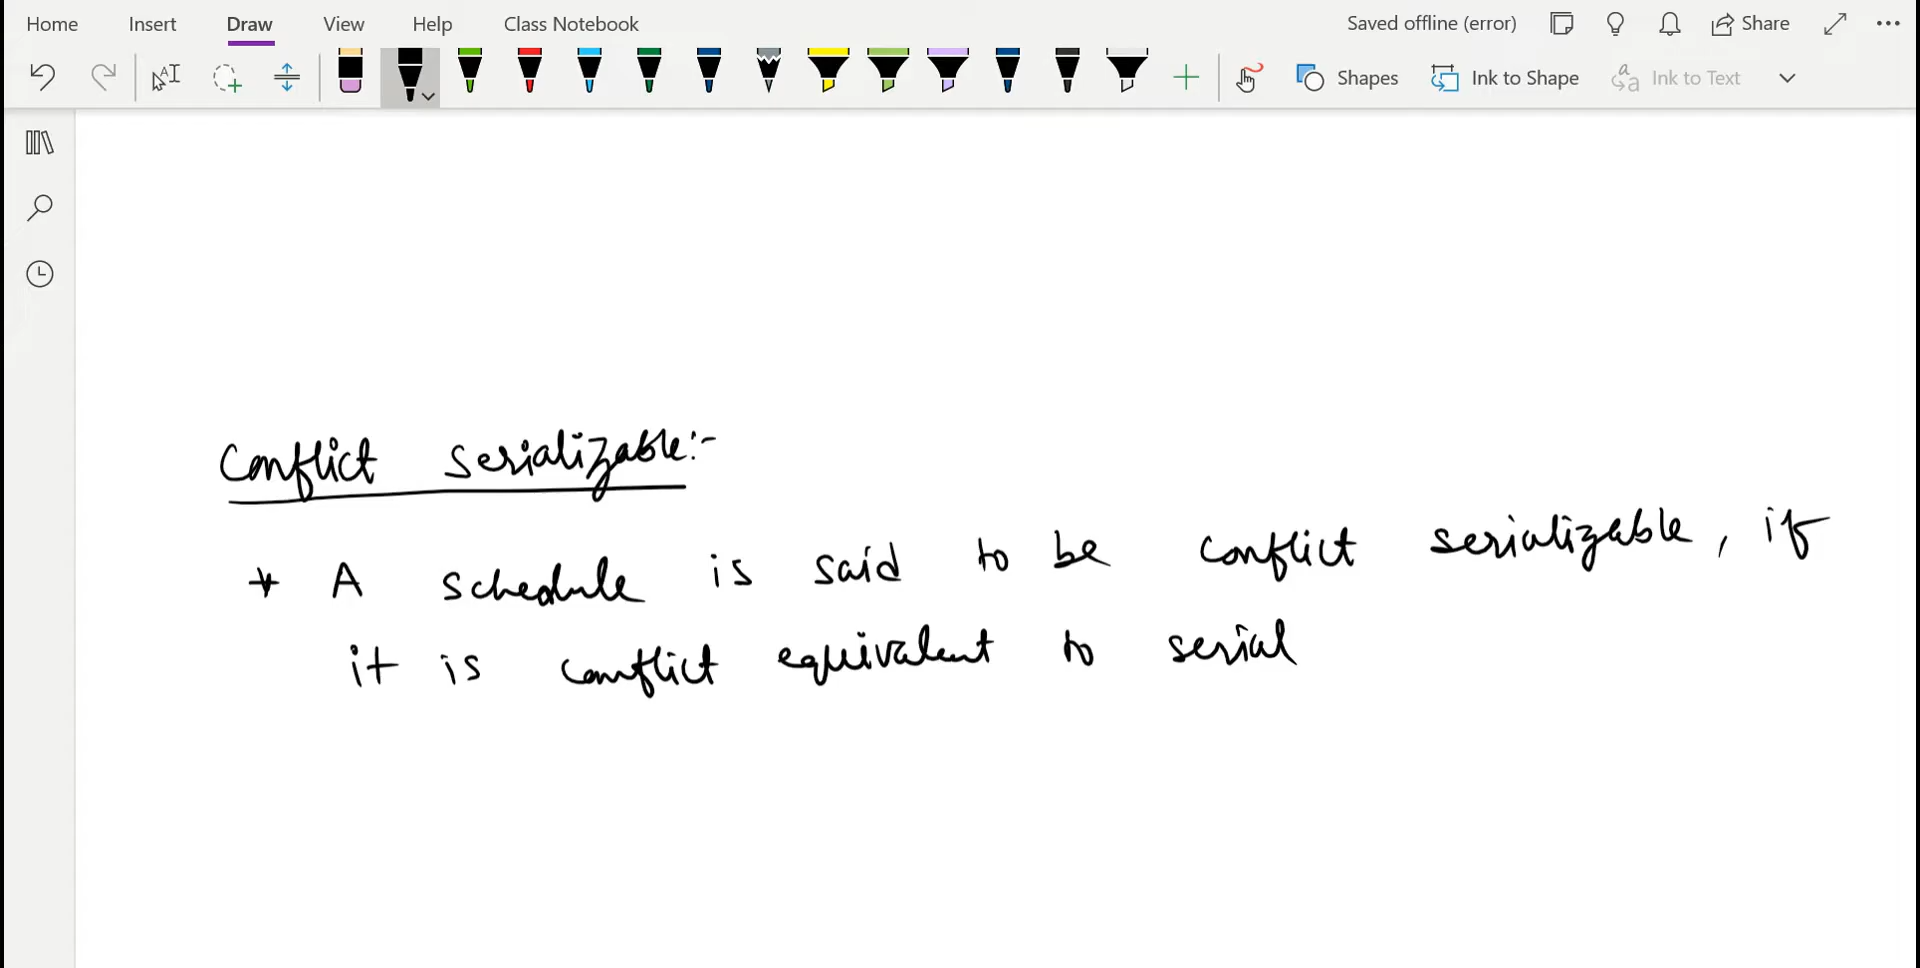 Home Insert Draw View Help Class Notebook Saved offline (error) Share
Shapes Ink to Shape Ink to Text
Conflict serializable:-
* A schedule is said to be conflict serializable, if
it is conflict equivalent to serial